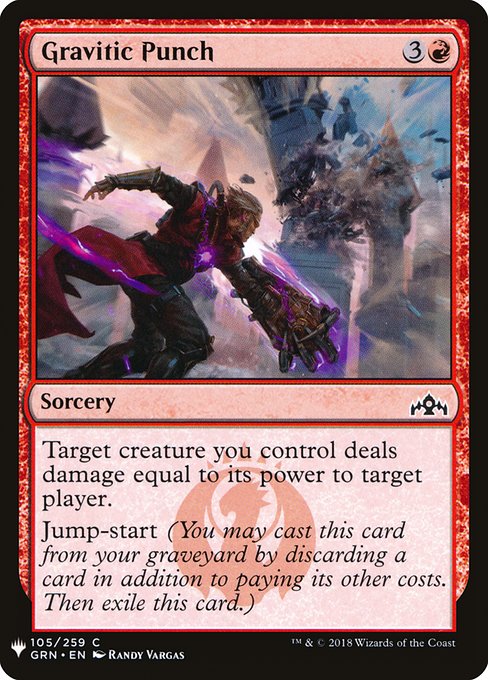 Gravitic Punch 3
Sorcery
Target creature you control deals
damage equal to its power to target
player.
Jump-start (You may cast this card
from your graveyard by discarding a
card in addition to paying its other costs.
Then exile this card.)
105/259 C
GRN • EN Randy Vargas
™ & © 2018 Wizards of the Coast